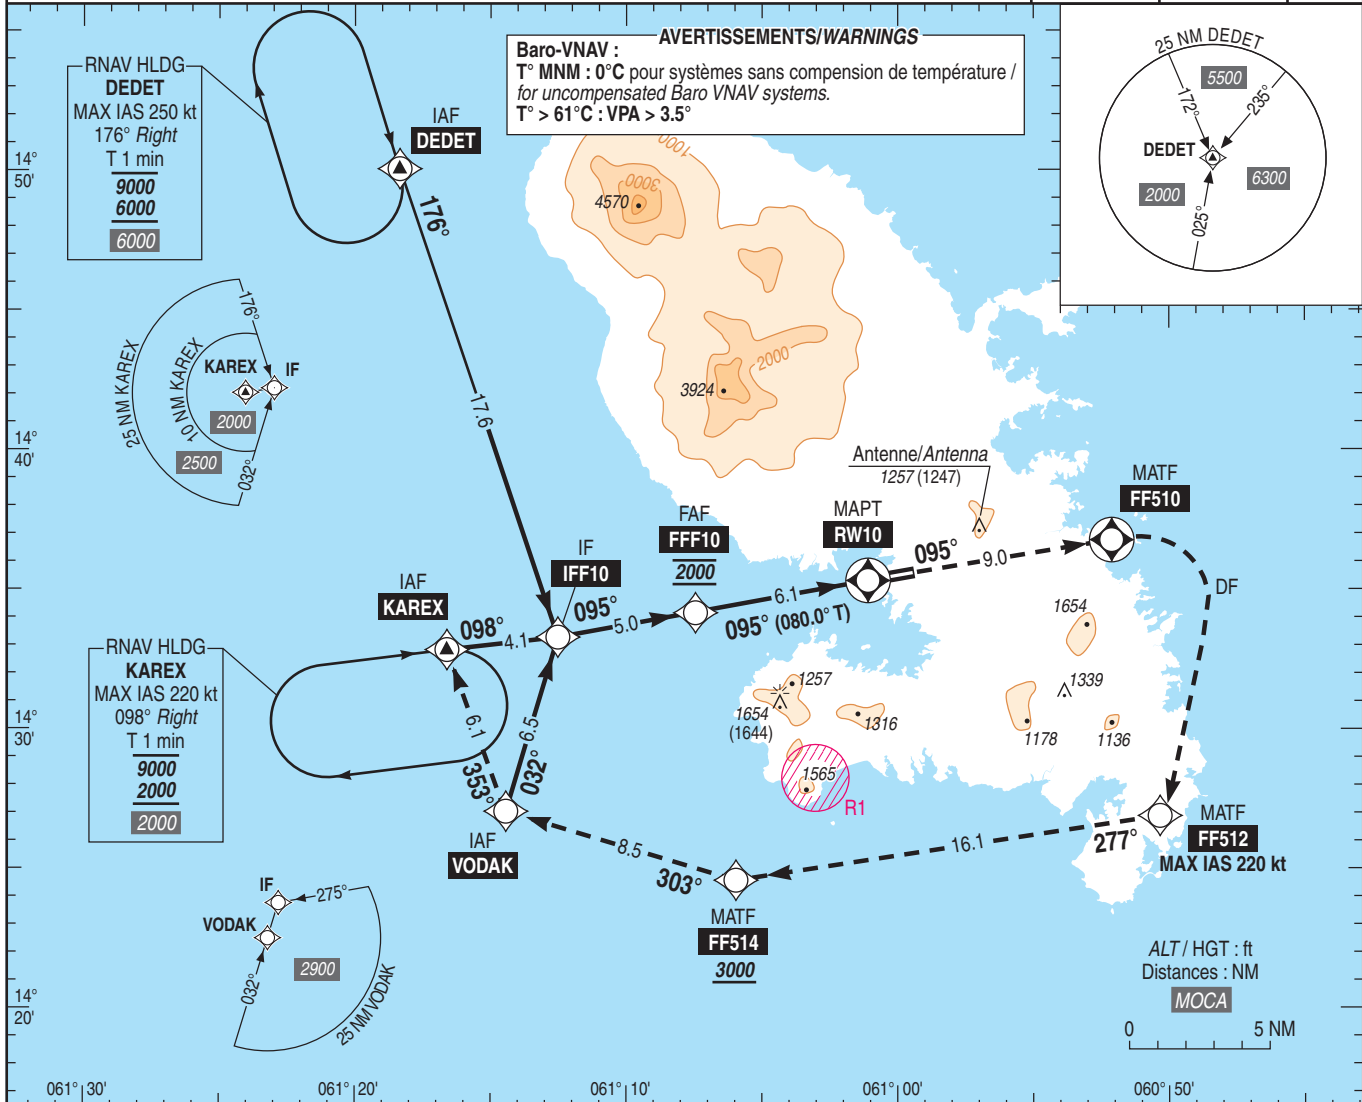 AVERTISSEMENTS/WARNINGS
Baro-VNAV :
T° MNM : 0°C pour systèmes sans compension de température /
for uncompensated Baro VNAV systems.
T° > 61°C : VPA > 3.5°
RNAV HLDG
DEDET
MAX IAS 250 kt
176° Right
T 1 min
9000
6000
6000
IAF
DEDET
176°
17.6
25 NM DEDET
5500
172°
235°
DEDET
2000
6300
025°
14°
50'
1000
3000
4570
2000
3924
25 NM KAREX
10 NM KAREX
176°
KAREX
IF
2000
2500
032°
14°
40'
Antenne/Antenna
1257 (1247)
MATF
FF510
MAPT
RW10
FAF
FFF10
2000
IF
IFF10
IAF
KAREX
098°
4.1
095°
5.0
6.1
095° (080.0° T)
095°
9.0
DF
RNAV HLDG
KAREX
MAX IAS 220 kt
098° Right
T 1 min
9000
2000
2000
6.1
353°
6.5
032°
IAF
VODAK
1654
1257
1654
(1644)
1316
1339
1178
1136
1565
R1
14°
30'
8.5
303°
16.1
277°
MATF
FF512
MAX IAS 220 kt
MATF
FF514
3000
IF
275°
VODAK
2900
032°
25 NM VODAK
14°
20'
ALT / HGT : ft
Distances : NM
MOCA
0 5 NM
061° 30' 061° 20' 061° 10' 061° 00' 060° 50'